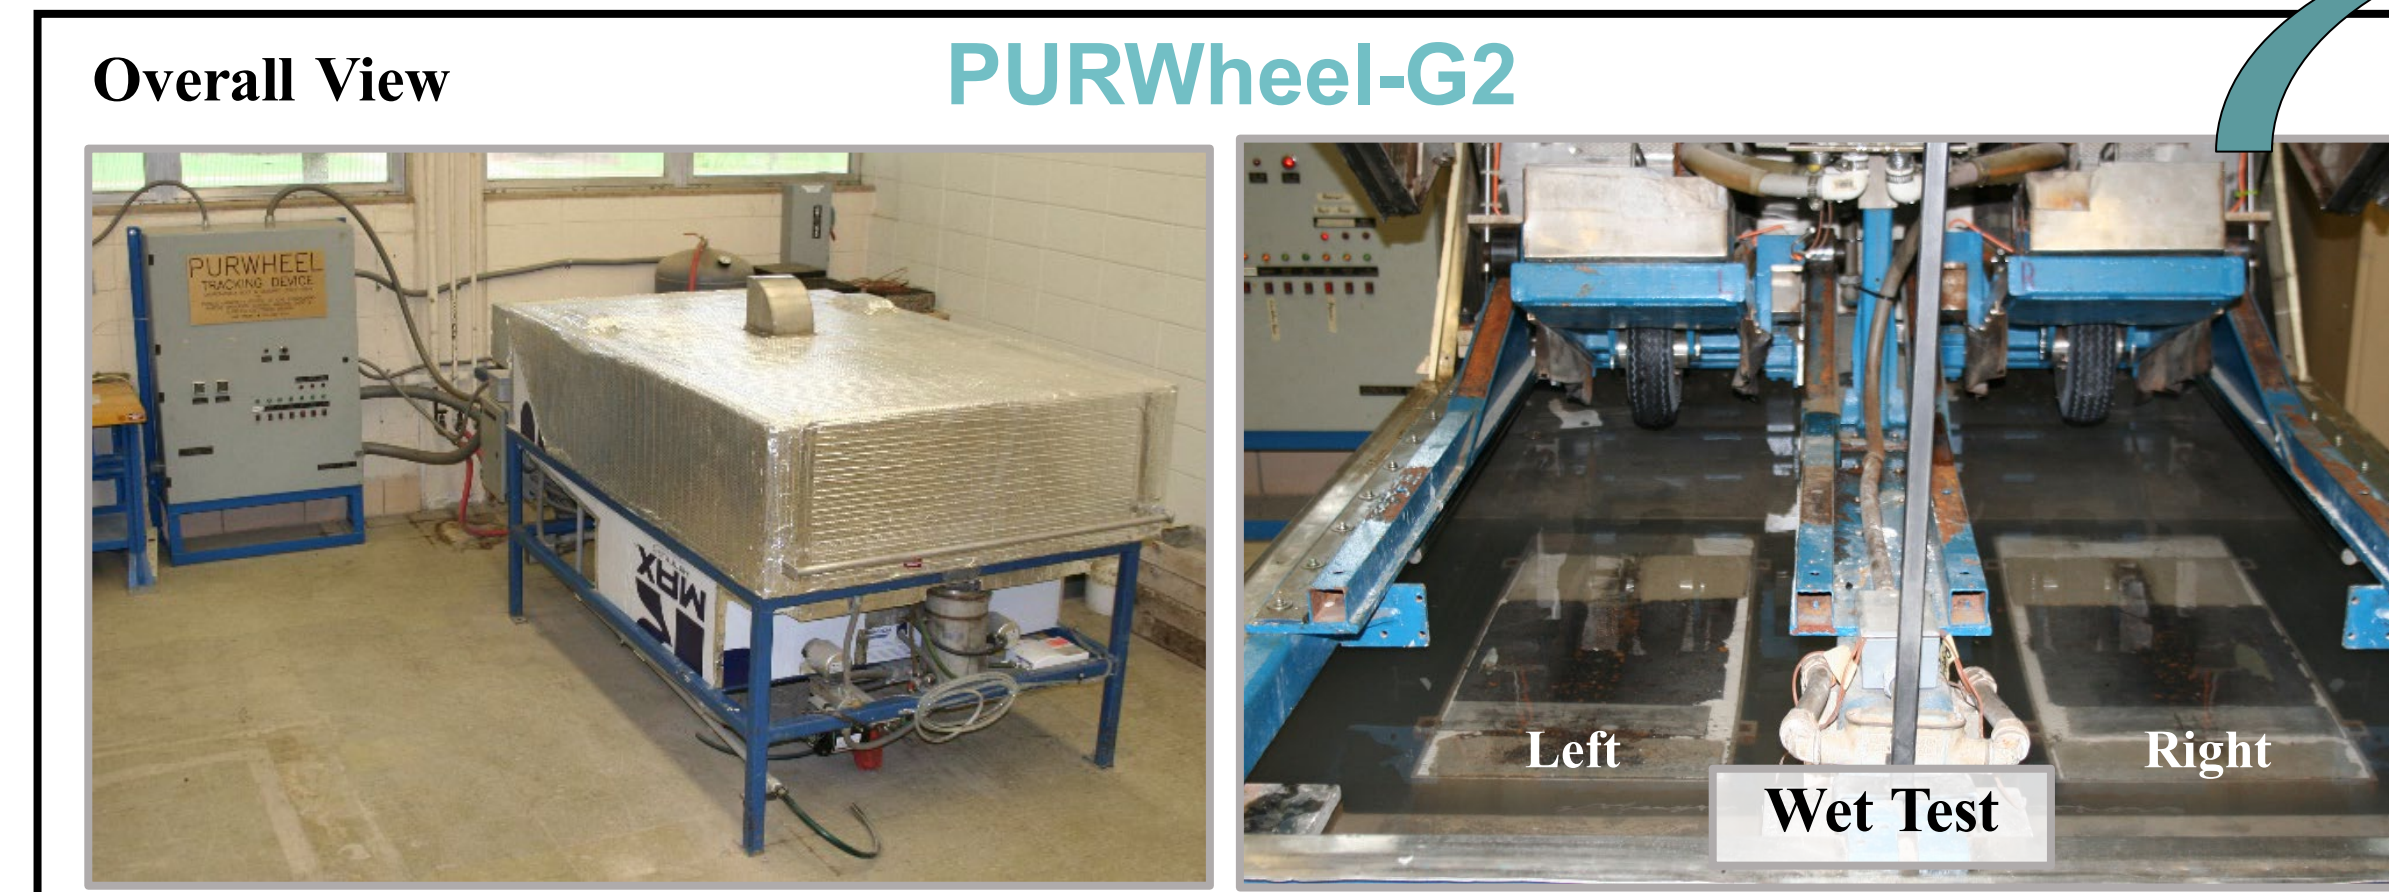 Overall View
PURWheel-G2
PURWHEEL
TRACKING DEVICE
MAX
Left
Right
Wet Test